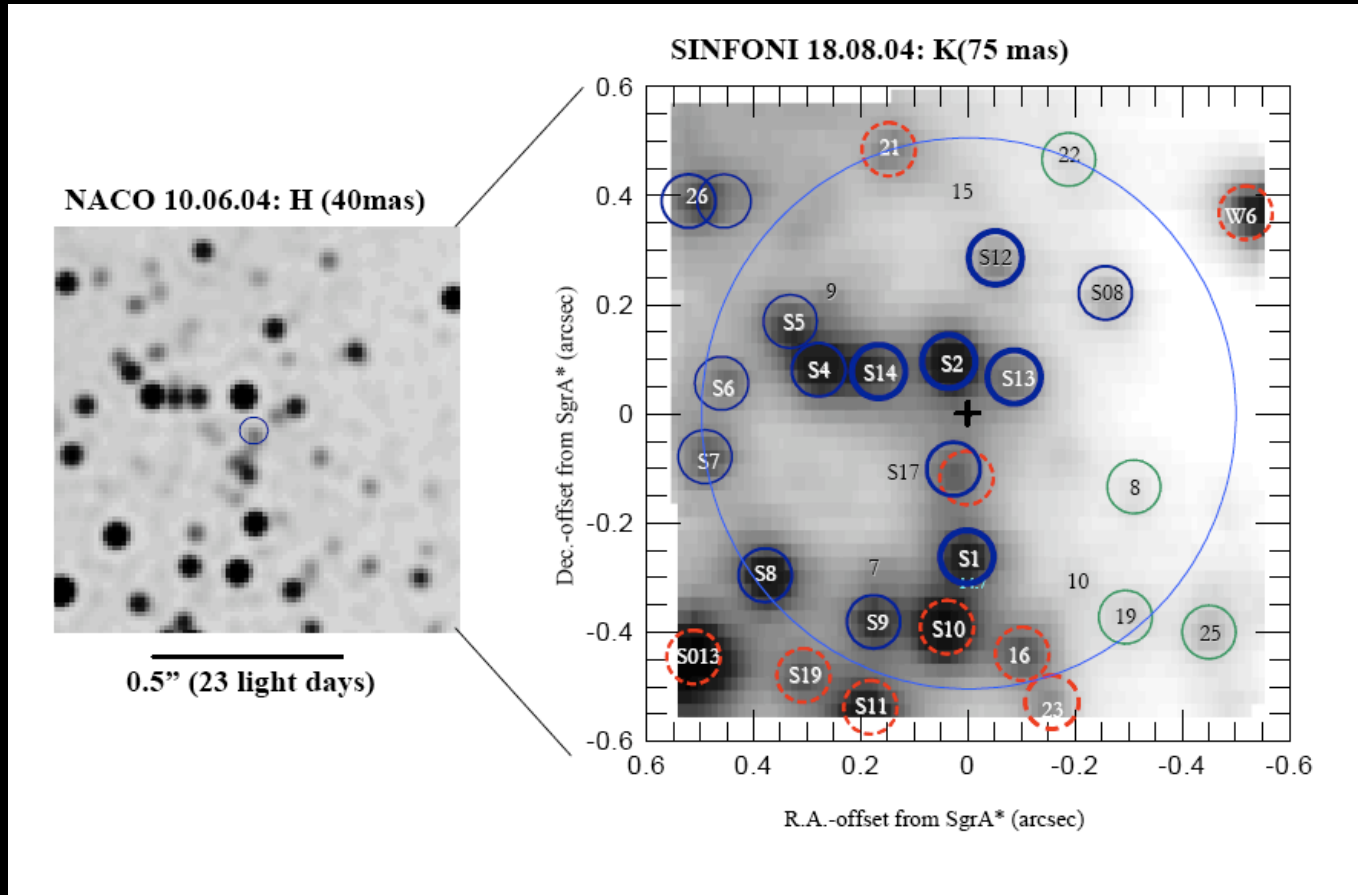 SINFONI 18.08.04: K(75 mas)
NACO 10.06.04: H (40mas)
0.5” (23 light days)
Dec.-offset from SgrA* (arcsec)
0.6
0.4
0.2
0
-0.2
-0.4
-0.6
21
22
15
26
W6
S12
S08
9
S5
S4
S14
S2
S13
S6
S7
S17
8
S1
S8
7
10
S9
S10
19
25
S013
S19
16
S11
23
0.6
0.4
0.2
0
-0.2
-0.4
-0.6
R.A.-offset from SgrA* (arcsec)